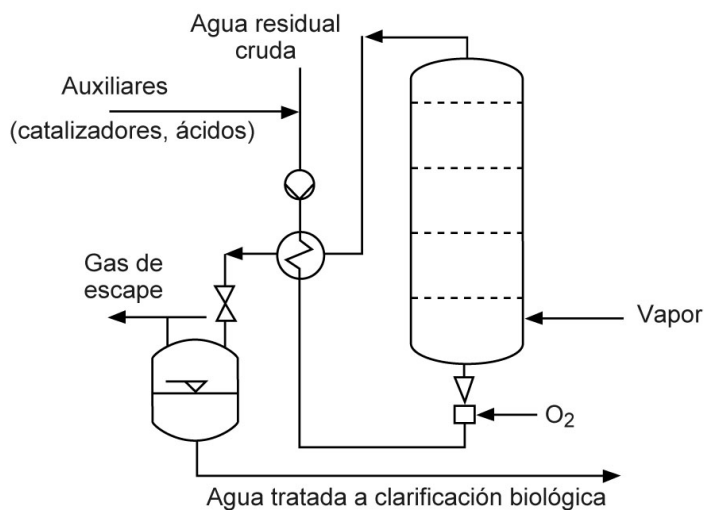 Agua residual
cruda
Auxiliares
(catalizadores, ácidos)
Gas de
escape
Vapor
O₂
Agua tratada a clarificación biológica